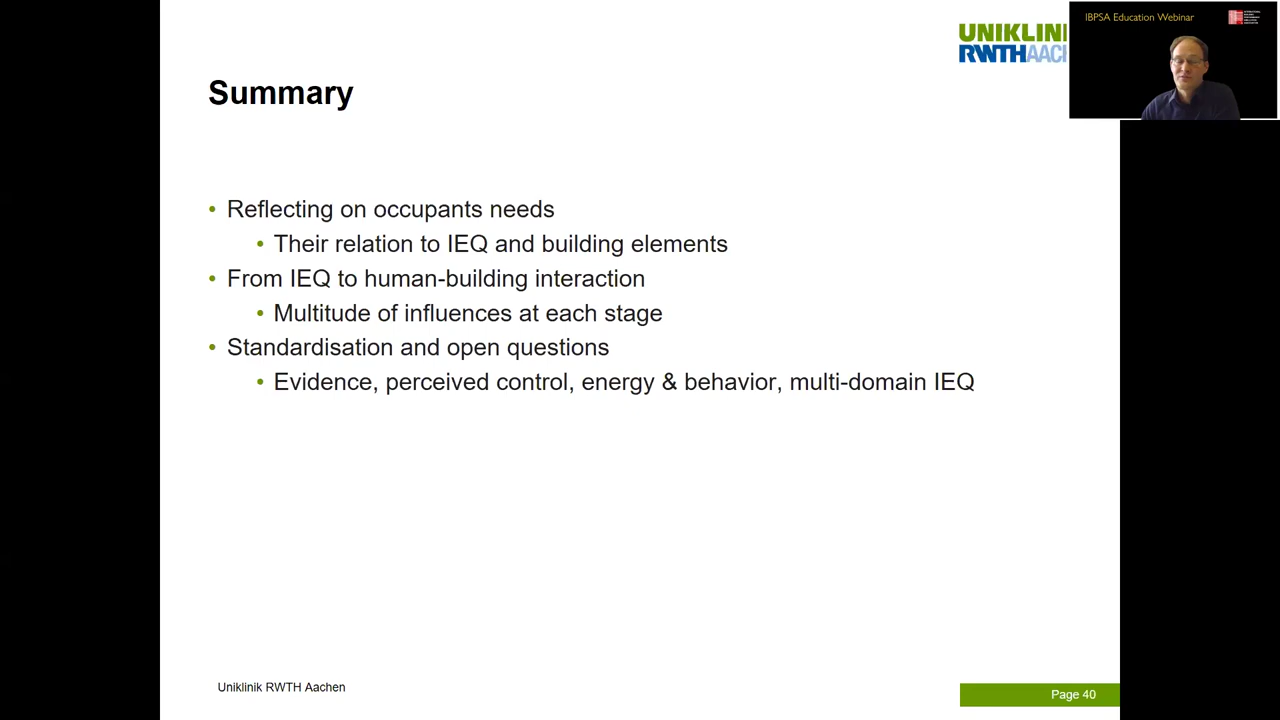 IBPSA Education Webinar
UNIKLIN
RWTHAAC
Summary
• Reflecting on occupants needs
• Their relation to IEQ and building elements
• From IEQ to human-building interaction
• Multitude of influences at each stage
• Standardisation and open questions
• Evidence, perceived control, energy & behavior, multi-domain IEQ
Uniklinik RWTH Aachen
Page 40